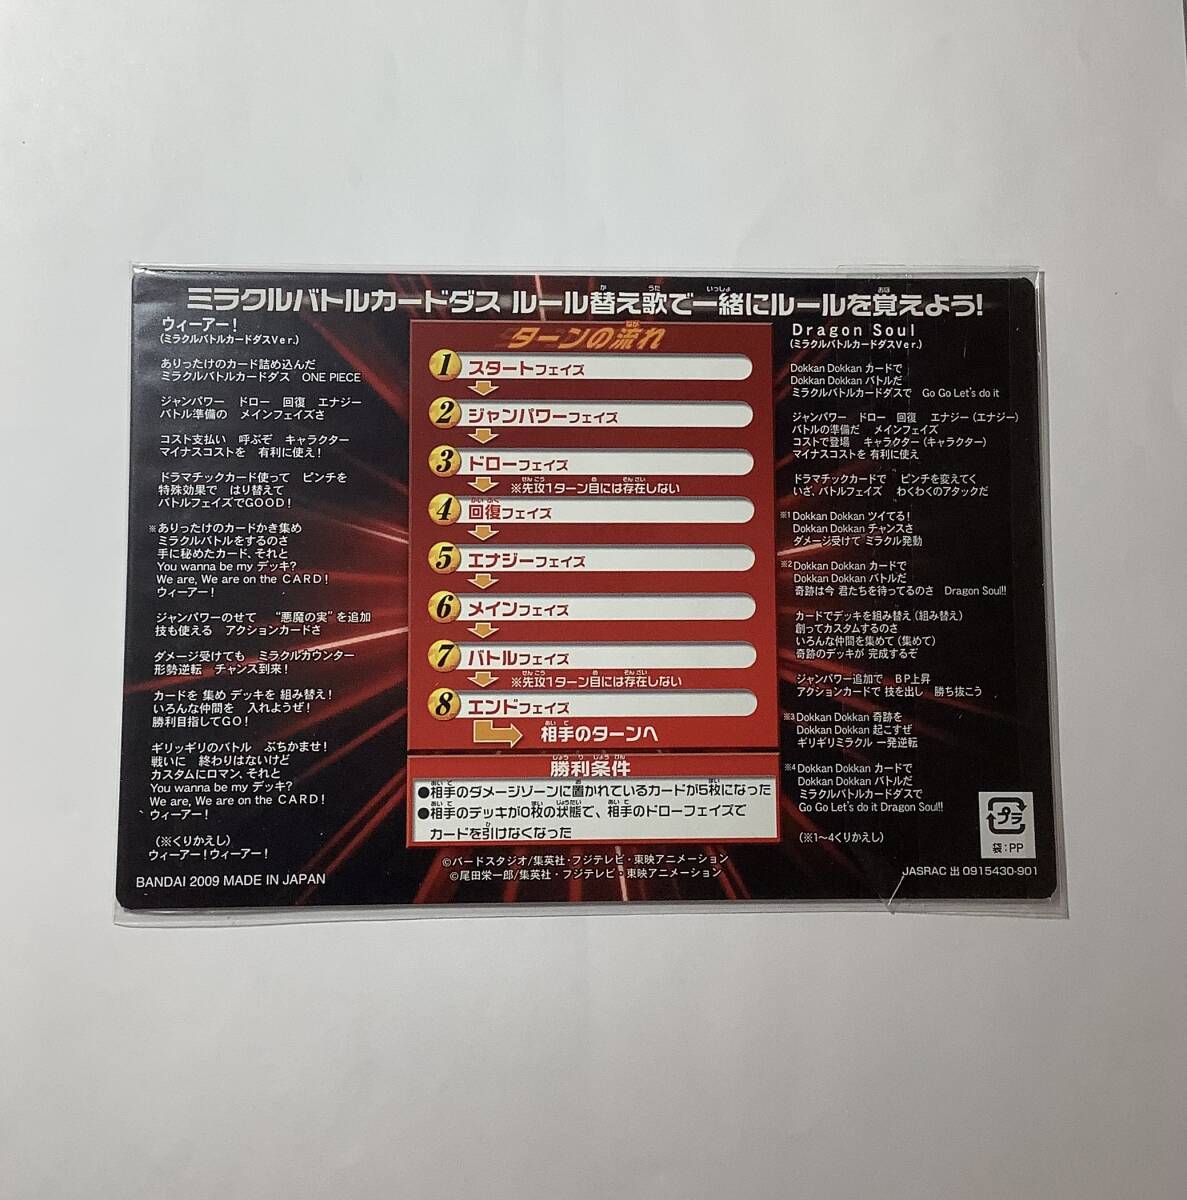 ミラクルバトルカードダス ルール替え歌で一緒にルールを覚えよう!
ウィーアー!
(ミラクルバトルカードダスVer.)
ありったけのカード詰め込んだ
ミラクルバトルカードダス ONE PIECE
ジャンパワー ドロー 回復 エナジー
バトル準備の メインフェイズさ
コスト支払い 呼ぶぞ キャラクター
マイナスコストを 有利に使え!
ドラマチックカード使って ピンチを
特殊効果で はり替えて
バトルフェイズでGOOD!
※ありったけのカードかき集め
ミラクルバトルをするのさ
手に秘めたカード、それと
You wanna be my デッキ?
We are, We are on the CARD!
ウィーアー!
ジャンパワーのせて “悪魔の実”を追加
技も使える アクションカードさ
ダメージ受けても ミラクルカウンター
形勢逆転 チャンス到来!
カードを 集め デッキを 組み替え!
いろんな仲間を 入れようぜ!
勝利目指してGO!
ギリッギリのバトル ぶちかませ!
戦いに 終わりはないけど
カスタムにロマン、それと
You wanna be my デッキ?
We are, We are on the CARD!
ウィーアー!
(※くりかえし)
ウィーアー!ウィーアー!
BANDAI 2009 MADE IN JAPAN
ターンの流れ
1 スタートフェイズ
2 ジャンパワーフェイズ
3 ドローフェイズ
※先攻1ターン目には存在しない
4 回復フェイズ
5 エナジーフェイズ
6 メインフェイズ
7 バトルフェイズ
※先攻1ターン目には存在しない
8 エンドフェイズ
相手のターンへ
勝利条件
●相手のダメージゾーンに置かれているカードが5枚になった
●相手のデッキが0枚の状態で、相手のドローフェイズで
カードを引けなくなった
©バードスタジオ/集英社・フジテレビ・東映アニメーション
©尾田栄一郎/集英社・フジテレビ・東映アニメーション
Dragon Soul
(ミラクルバトルカードダスVer.)
Dokkan Dokkan カードで
Dokkan Dokkan バトルだ
ミラクルバトルカードダスで Go Go Let's do it
ジャンパワー ドロー 回復 エナジー(エナジー)
バトルの準備だ メインフェイズ
コストで登場 キャラクター(キャラクター)
マイナスコストを 有利に使え
ドラマチックカードで ピンチを変えてく
いざ、バトルフェイズ わくわくのアタックだ
※1Dokkan Dokkan ツイてる!
Dokkan Dokkan チャンスさ
ダメージ受けて ミラクル発動
※2Dokkan Dokkan カードで
Dokkan Dokkan バトルだ
奇跡は今 君たちを待ってるのさ Dragon Soul!!
カードでデッキを組み替え(組み替え)
創ってカスタムするのさ
いろんな仲間を集めて(集めて)
奇跡のデッキが 完成するぞ
ジャンパワー追加で BP上昇
アクションカードで 技を出し 勝ち抜こう
※3Dokkan Dokkan 奇跡を
Dokkan Dokkan 起こすぜ
ギリギリミラクル 一発逆転
※4Dokkan Dokkan カードで
Dokkan Dokkan バトルだ
ミラクルバトルカードダスで
Go Go Let's do it Dragon Soul!!
(※1~4くりかえし)
プラ
袋:PP
JASRAC 出 0915430-901